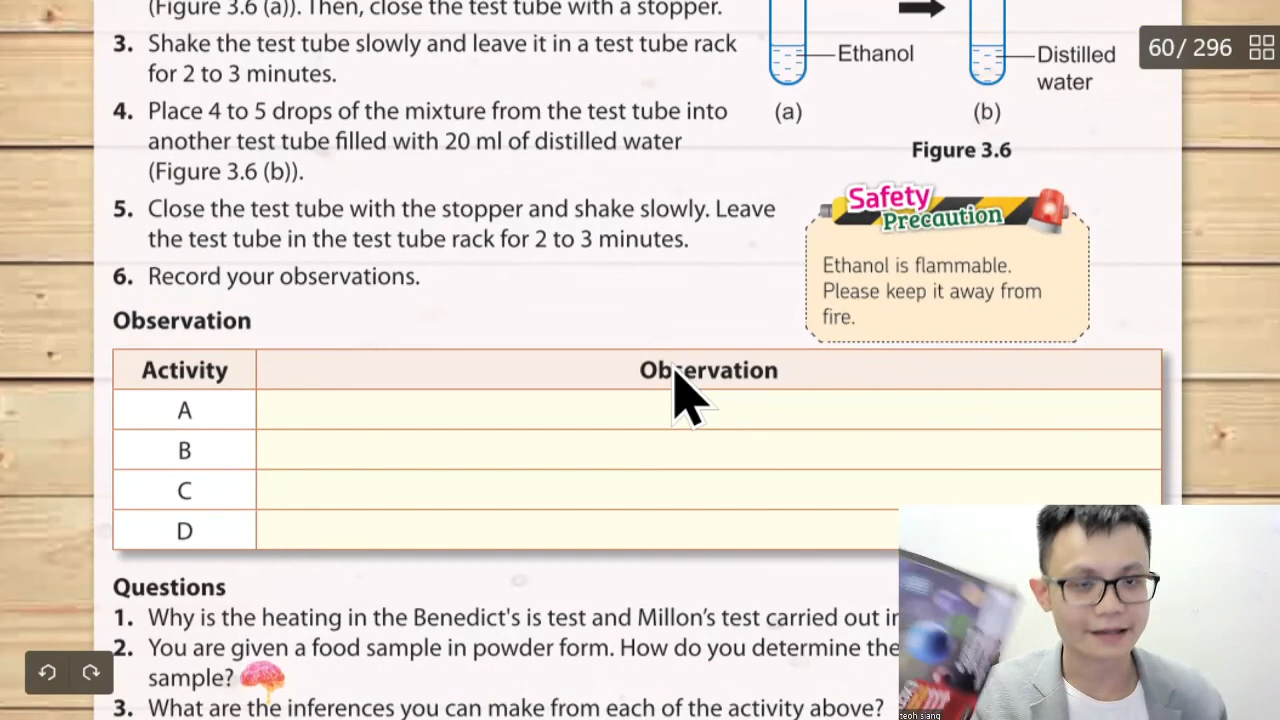 (Figure 3.6 (a)). Then, close the test tube with a stopper.
3. Shake the test tube slowly and leave it in a test tube rack
for 2 to 3 minutes.
4. Place 4 to 5 drops of the mixture from the test tube into
another test tube filled with 20 ml of distilled water
(Figure 3.6 (b)).
5. Close the test tube with the stopper and shake slowly. Leave
the test tube in the test tube rack for 2 to 3 minutes.
6. Record your observations.
Ethanol
Distilled
water
(a)
(b)
Figure 3.6
60/ 296
Safety
Precaution
Ethanol is flammable.
Please keep it away from
fire.
Observation
Activity Observation
A
B
C
D
Questions
1. Why is the heating in the Benedict's is test and Millon's test carried out in
2. You are given a food sample in powder form. How do you determine the
sample?
3. What are the inferences you can make from each of the activity above?
teoh siang